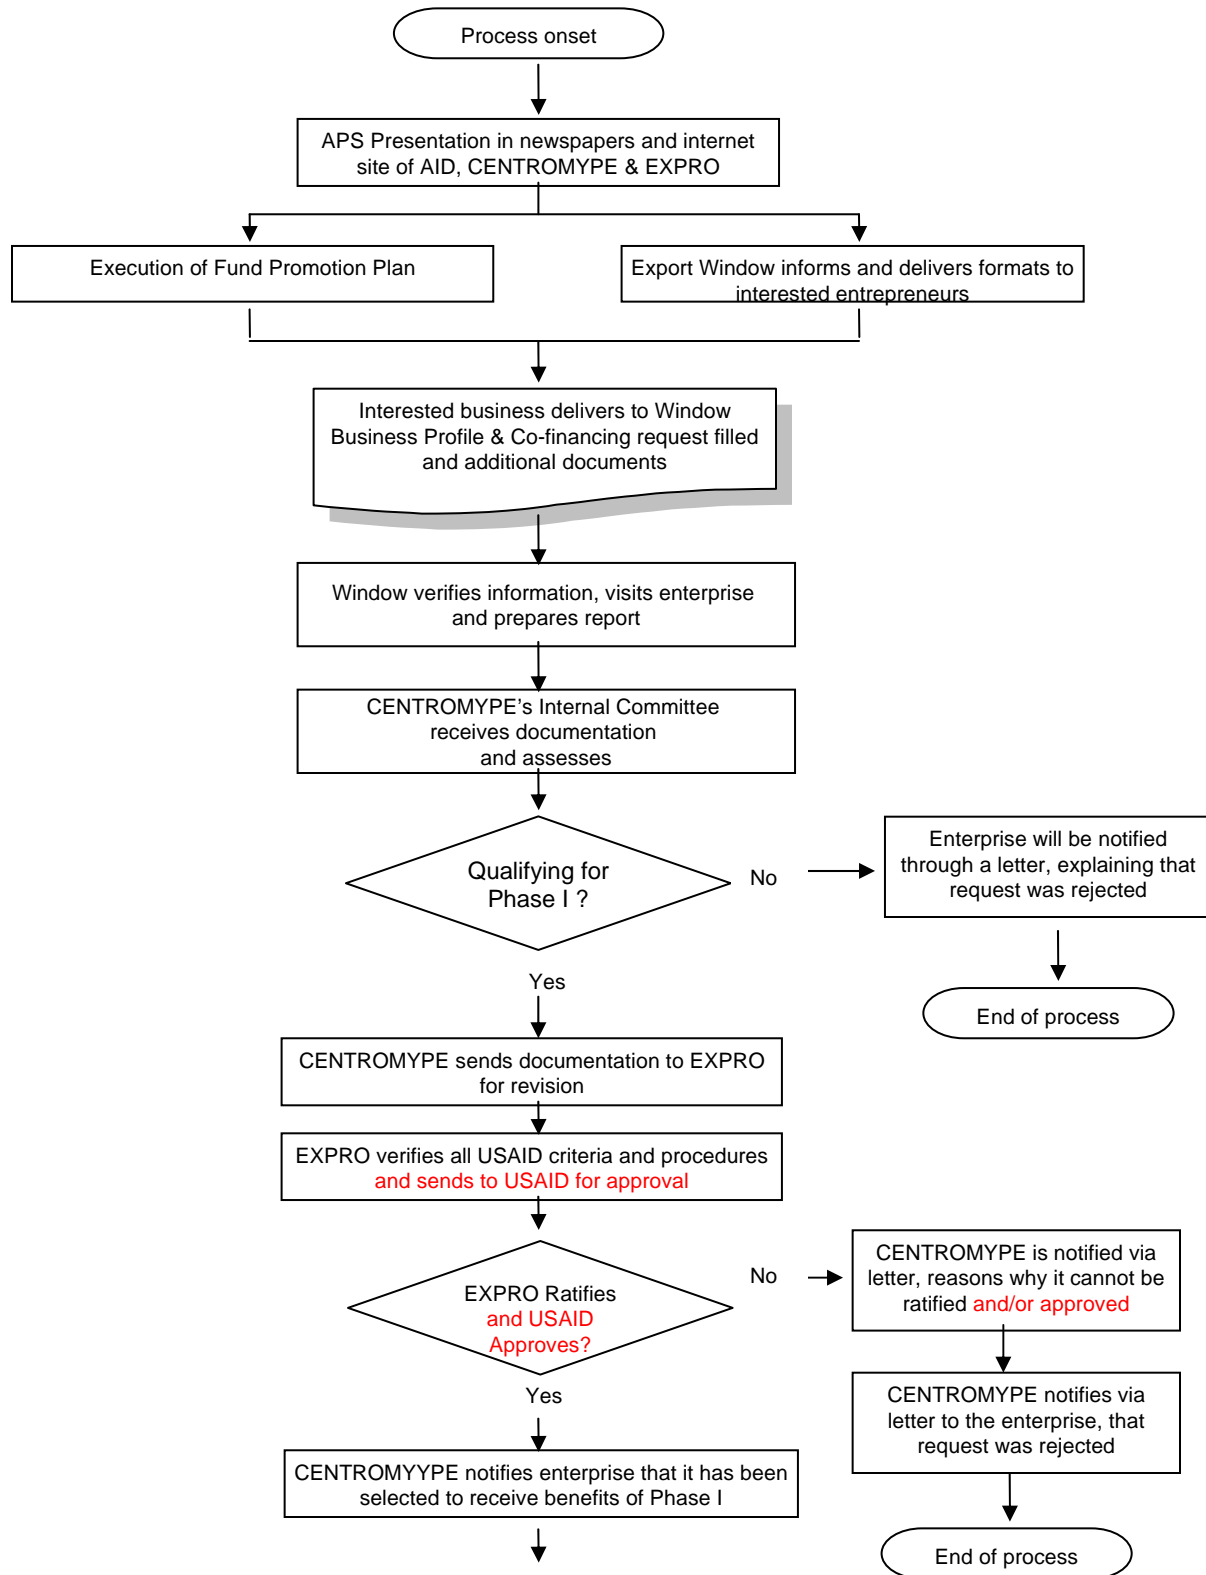 Process onset
APS Presentation in newspapers and internet
site of AID, CENTROMYPE & EXPRO
Execution of Fund Promotion Plan
Export Window informs and delivers formats to
interested entrepreneurs
Interested business delivers to Window
Business Profile & Co-financing request filled
and additional documents
Window verifies information, visits enterprise
and prepares report
CENTROMYPE’s Internal Committee
receives documentation
and assesses
Qualifying for
Phase I ?
No
Enterprise will be notified
through a letter, explaining that
request was rejected
End of process
Yes
CENTROMYPE sends documentation to EXPRO
for revision
EXPRO verifies all USAID criteria and procedures
and sends to USAID for approval
EXPRO Ratifies
and USAID
Approves?
No
CENTROMYPE is notified via
letter, reasons why it cannot be
ratified and/or approved
CENTROMYPE notifies via
letter to the enterprise, that
request was rejected
End of process
Yes
CENTROMYYPE notifies enterprise that it has been
selected to receive benefits of Phase I